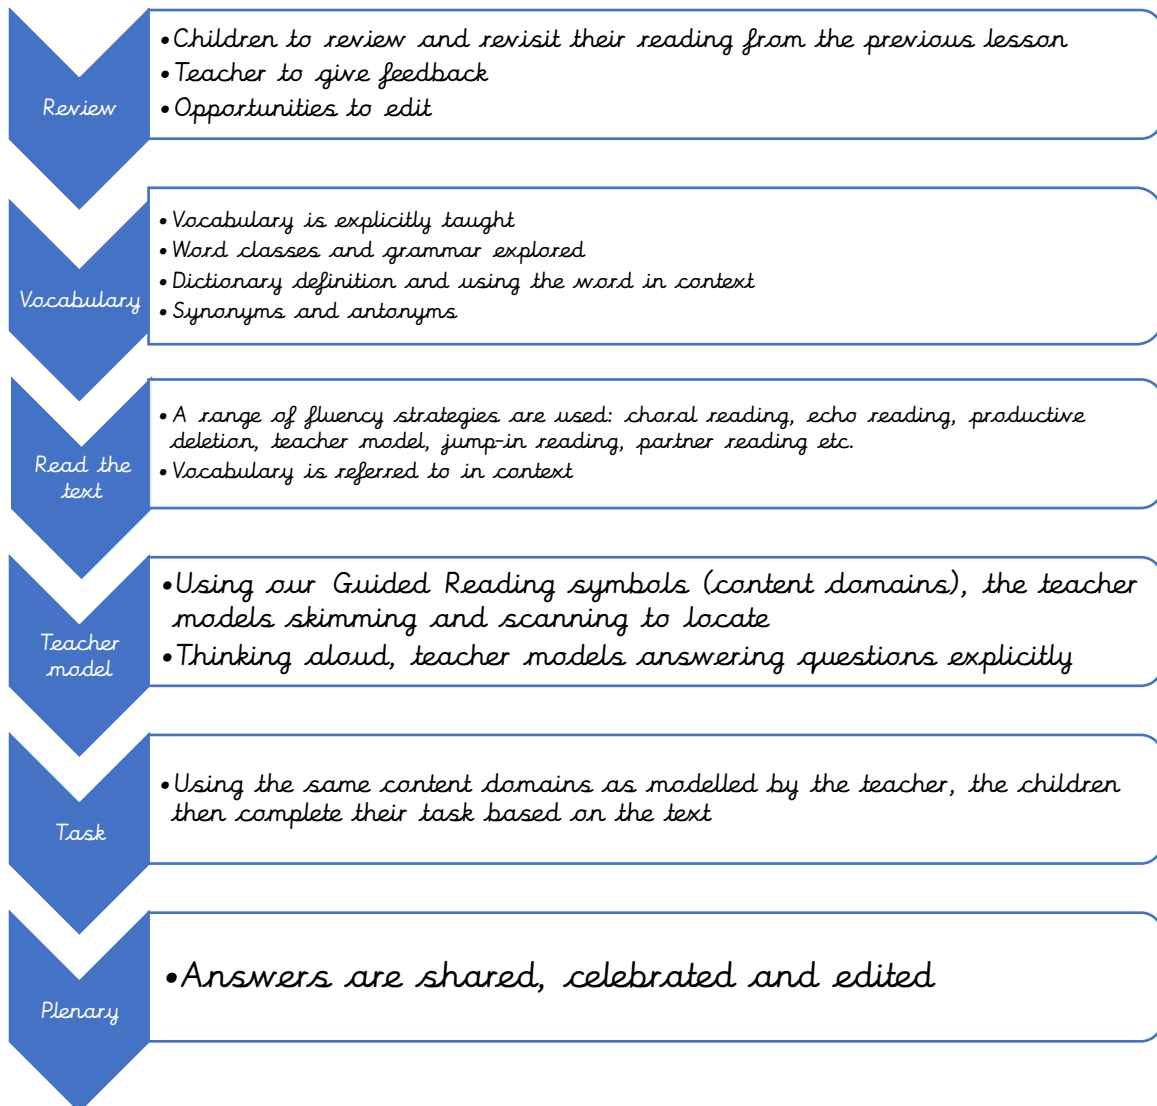 Review
•Children to review and revisit their reading from the previous lesson
•Teacher to give feedback
•Opportunities to edit
Vocabulary
•Vocabulary is explicitly taught
•Word classes and grammar explored
•Dictionary definition and using the word in context
•Synonyms and antonyms
Read the
text
•A range of fluency strategies are used: choral reading, echo reading, productive
deletion, teacher model, jump-in reading, partner reading etc.
•Vocabulary is referred to in context
Teacher
model
•Using our Guided Reading symbols (content domains), the teacher
models skimming and scanning to locate
•Thinking aloud, teacher models answering questions explicitly
Task
•Using the same content domains as modelled by the teacher, the children
then complete their task based on the text
Plenary
•Answers are shared, celebrated and edited